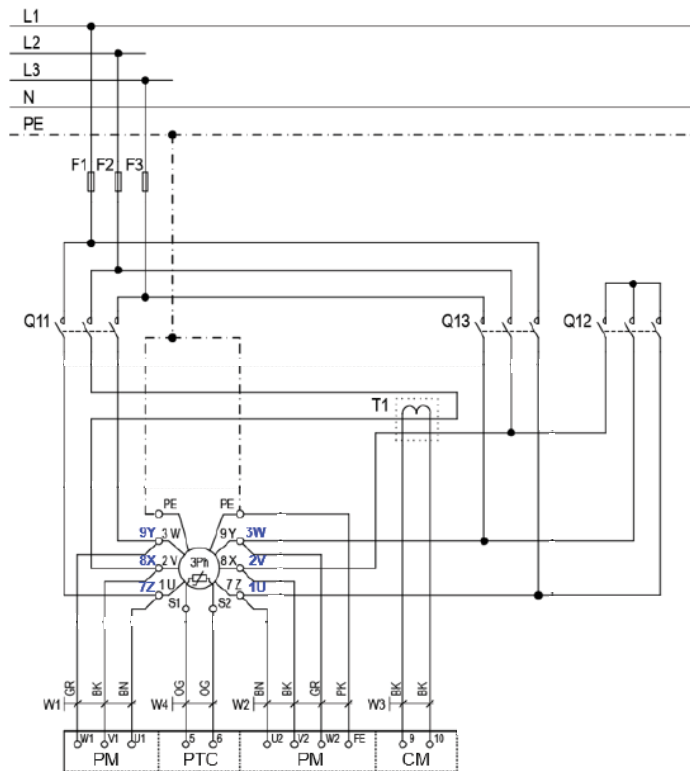 L1
L2
L3
N
PE
F1 F2 F3
Q11 Q13 Q12
T1
PE PE
9Y 3 W 9 Y 3W
8X 2 V 3Ph 8 X 2V
7Z 1 U 7 Z 1U
S1 S2
GR BK BN OG OG BN BK GR PK BK BK
W1 W4 W2 W3
W1 V1 U1 5 6 U2 V2 W2 FE 9 10
PM PTC PM CM